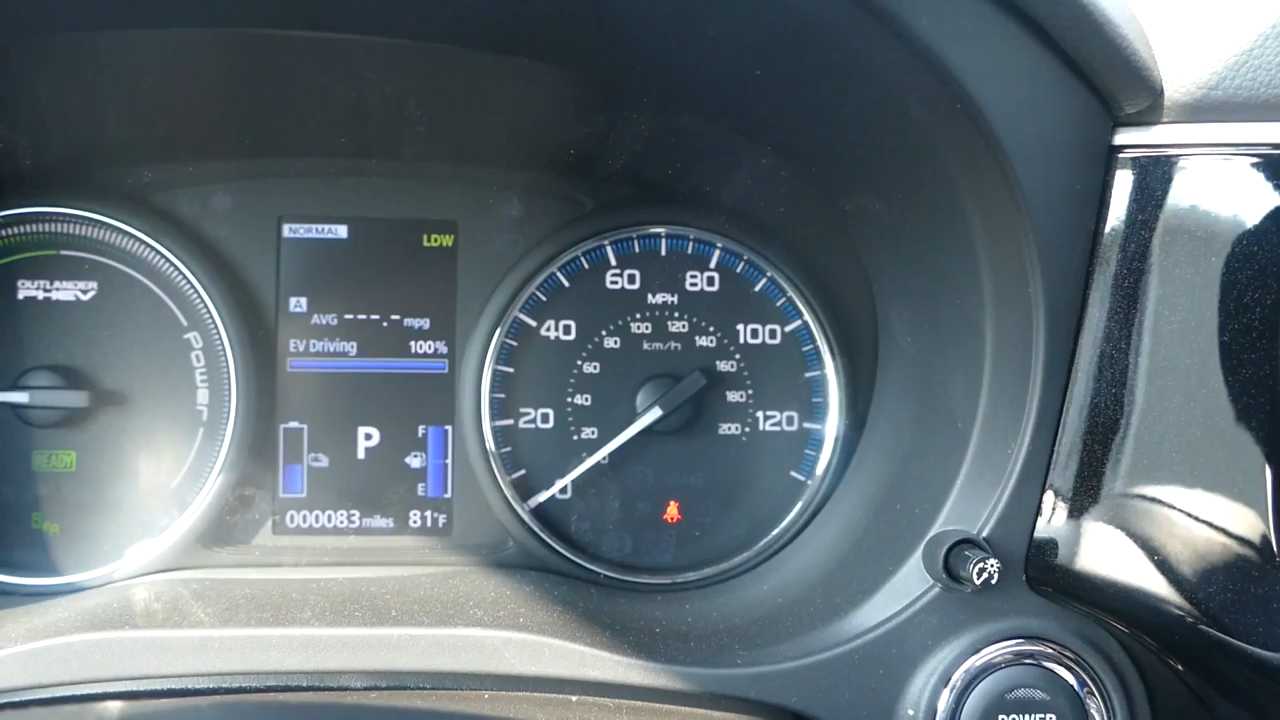 OUTLANDER
PHEV
Power
READY
NORMAL
LDW
A
AVG ---.- mpg
EV Driving 100%
P
F
E
000083 miles 81°F
0
20
40
60
80
100
120
MPH
km/h
20
40
60
80
100
120
140
160
180
200
POWER